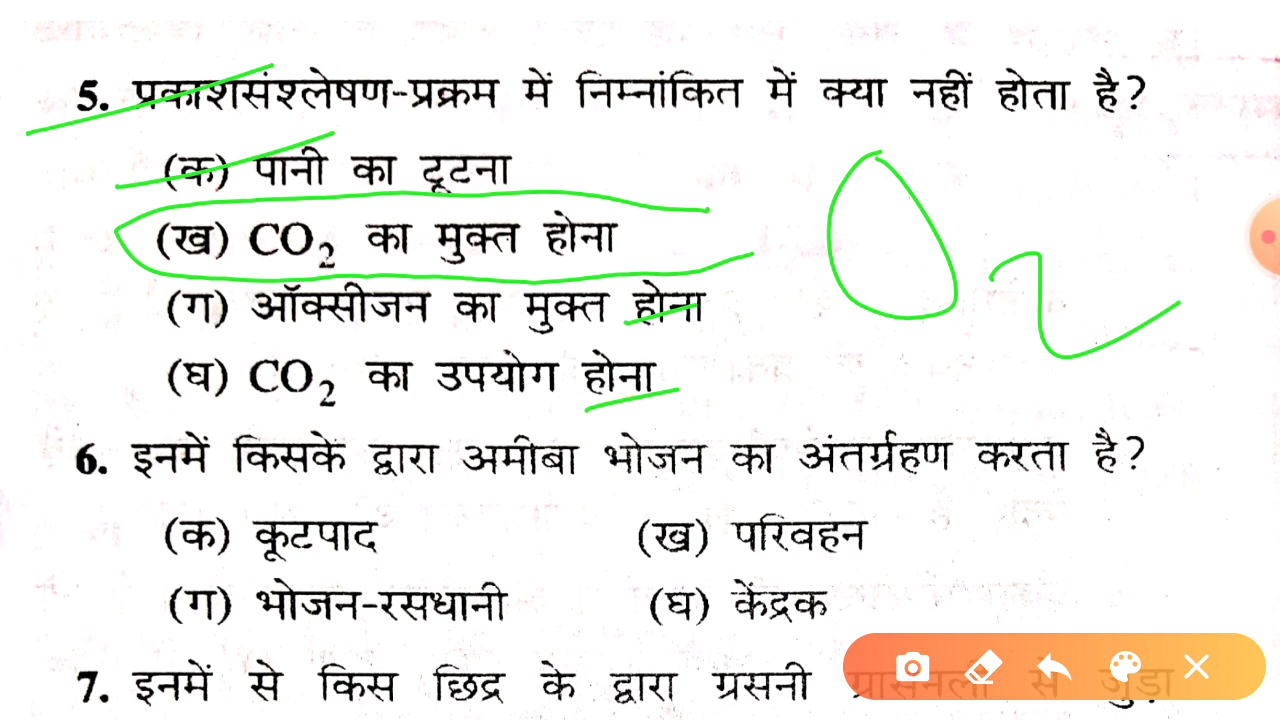 5. प्रकाशसंश्लेषण-प्रक्रम में निम्नांकित में क्या नहीं होता है?
(क) पानी का टूटना
(ख) CO₂ का मुक्त होना
(ग) ऑक्सीजन का मुक्त होना
(घ) CO₂ का उपयोग होना
O₂
6. इनमें किसके द्वारा अमीबा भोजन का अंतर्ग्रहण करता है?
(क) कूटपाद (ख) परिवहन
(ग) भोजन-रसधानी (घ) केंद्रक
7. इनमें से किस छिद्र के द्वारा ग्रसनी ग्रासनली से जुड़ा